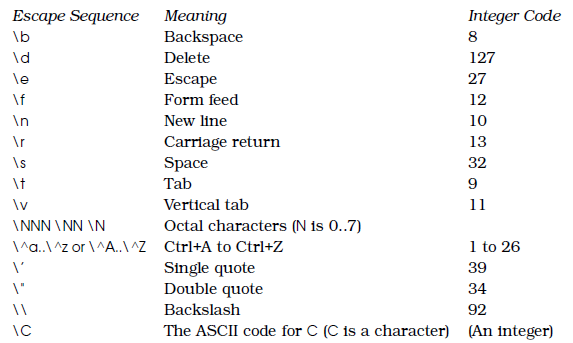 Escape Sequence Meaning Integer Code
\b Backspace 8
\d Delete 127
\e Escape 27
\f Form feed 12
\n New line 10
\r Carriage return 13
\s Space 32
\t Tab 9
\v Vertical tab 11
\NNN \NN \N Octal characters (N is 0..7)
\^a..\^z or \^A..\^Z Ctrl+A to Ctrl+Z 1 to 26
\′ Single quote 39
\" Double quote 34
\\ Backslash 92
\C The ASCII code for C (C is a character) (An integer)